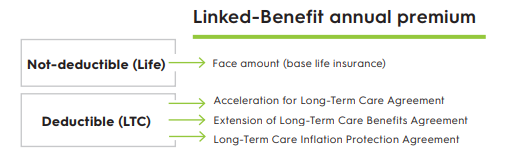 Linked-Benefit annual premium
Not-deductible (Life)
Face amount (base life insurance)
Deductible (LTC)
Acceleration for Long-Term Care Agreement
Extension of Long-Term Care Benefits Agreement
Long-Term Care Inflation Protection Agreement